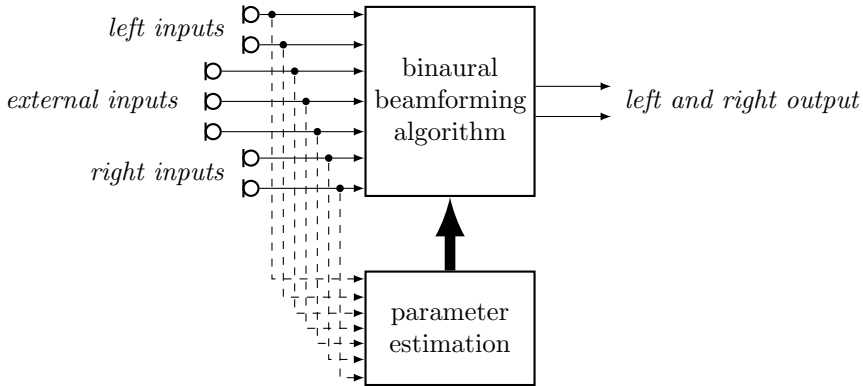 left inputs
external inputs
right inputs
binaural
beamforming
algorithm
left and right output
parameter
estimation